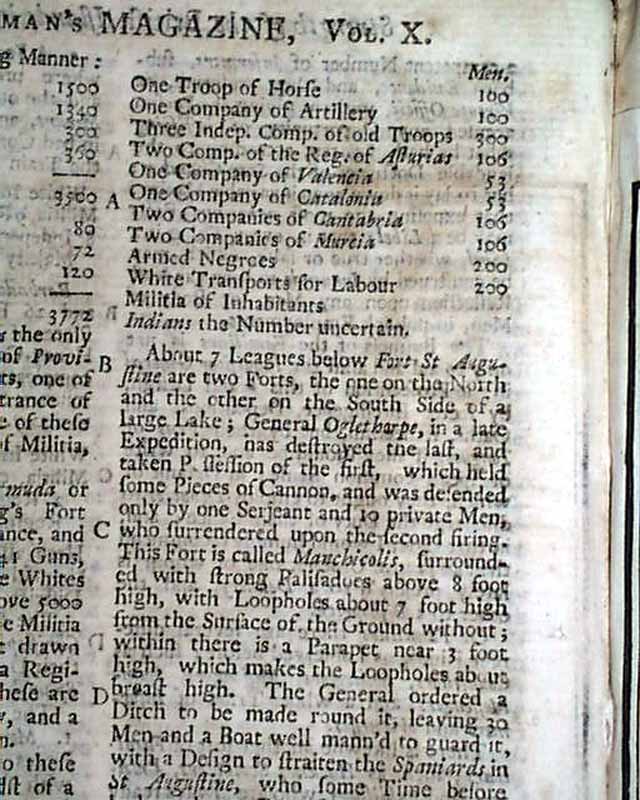 MAN's MAGAZINE, VOL. X.
g Manner:
1500
1340
300
360
3500
80
72
120
3772
r the only
of Provi-
ts, one of
trance of
e of these
f Militia,
rmuda or
g's Fort
ance, and
Guns,
e Whites
ove 5000
e Militia
t drawn
a Regi-
hese are
, and a
n.
o these
dst of a
Men.
One Troop of Horſe 100
One Company of Artillery 100
Three Indep. Comp. of old Troops 300
Two Comp. of the Reg. of Aſturias 106
One Company of Valencia 53
A One Company of Catalonia 53
Two Companies of Cantabria 106
Two Companies of Murcia 106
Armed Negroes 200
White Tranſports for Labour 200
Militia of Inhabitants
Indians the Number uncertain.
B About 7 Leagues below Fort St Augu-
ſtine are two Forts, the one on the North
and the other on the South Side of a
large Lake; General Oglethorpe, in a late
Expedition, has deſtroyed the laſt, and
taken P ſſeſſion of the firſt, which held
ſome Pieces of Cannon, and was defended
only by one Serjeant and 10 private Men,
C who ſurrendered upon the ſecond firing.
This Fort is called Manchicolis, ſurround-
ed with ſtrong Paliſadoes above 8 foot
high, with Loopholes about 7 foot high
from the Surface of the Ground without;
D within there is a Parapet near 3 foot
high, which makes the Loopholes about
D breaſt high. The General ordered a
Ditch to be made round it, leaving 30
Men and a Boat well mann'd to guard it,
with a Deſign to ſtraiten the Spaniards in
St Auguſtine, who ſome Time before